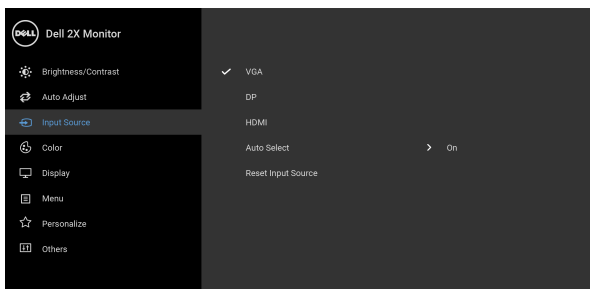 DELL Dell 2X Monitor
Brightness/Contrast
Auto Adjust
Input Source
Color
Display
Menu
Personalize
Others
VGA
DP
HDMI
Auto Select On
Reset Input Source